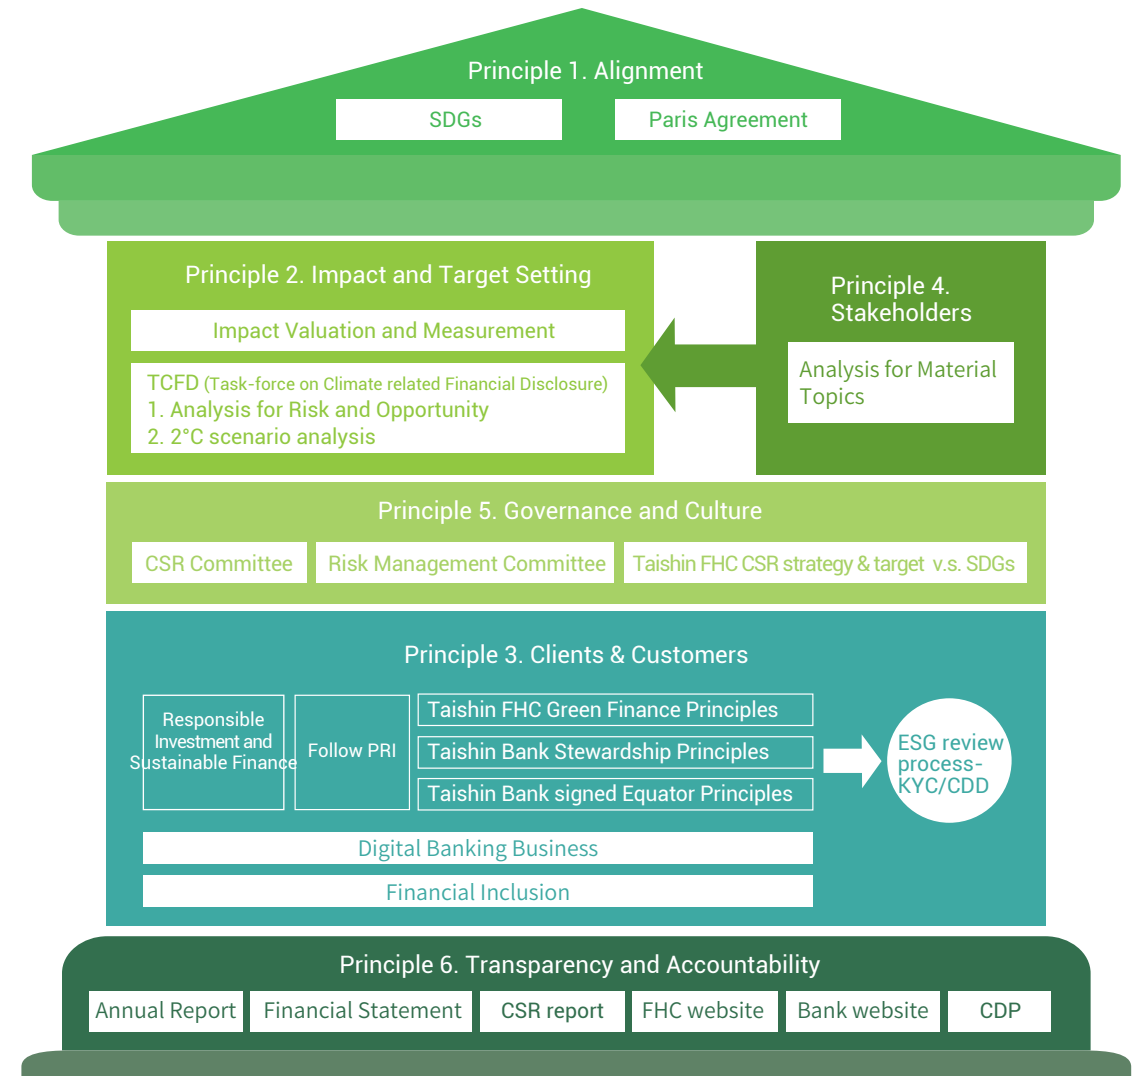 Principle 1. Alignment
SDGs
Paris Agreement
Principle 2. Impact and Target Setting
Impact Valuation and Measurement
TCFD (Task-force on Climate related Financial Disclosure)
1. Analysis for Risk and Opportunity
2. 2°C scenario analysis
Principle 4.
Stakeholders
Analysis for Material
Topics
Principle 5. Governance and Culture
CSR Committee
Risk Management Committee
Taishin FHC CSR strategy & target v.s. SDGs
Principle 3. Clients & Customers
Responsible
Investment and
Sustainable Finance
Follow PRI
Taishin FHC Green Finance Principles
Taishin Bank Stewardship Principles
Taishin Bank signed Equator Principles
ESG review
process-
KYC/CDD
Digital Banking Business
Financial Inclusion
Principle 6. Transparency and Accountability
Annual Report
Financial Statement
CSR report
FHC website
Bank website
CDP